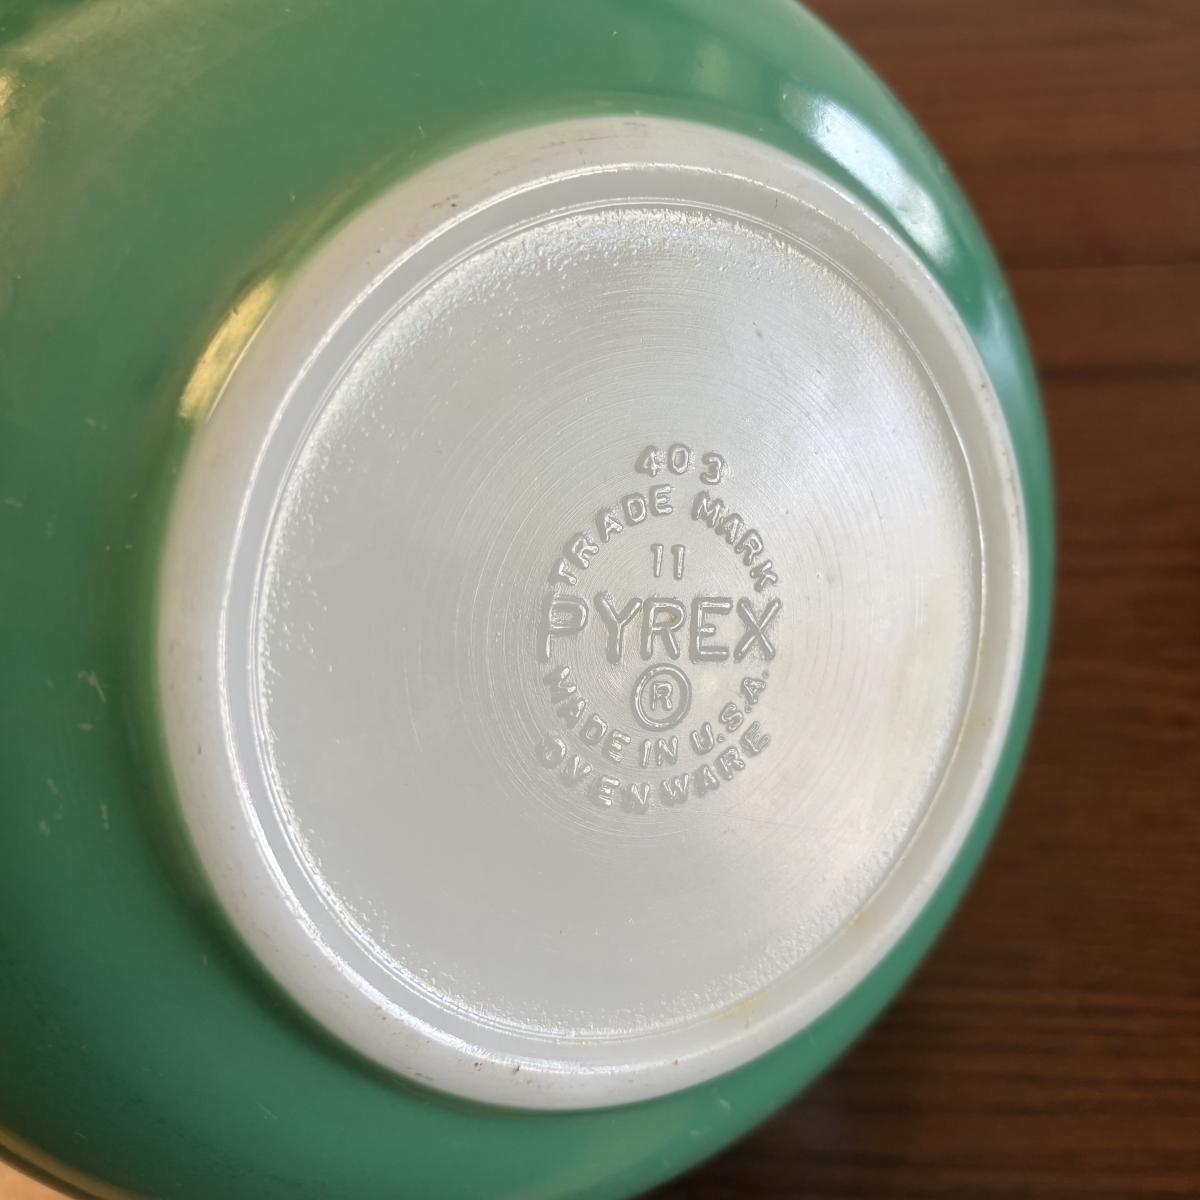 403
TRADE MARK
11
PYREX
®
MADE IN U.S.A.
OVENWARE